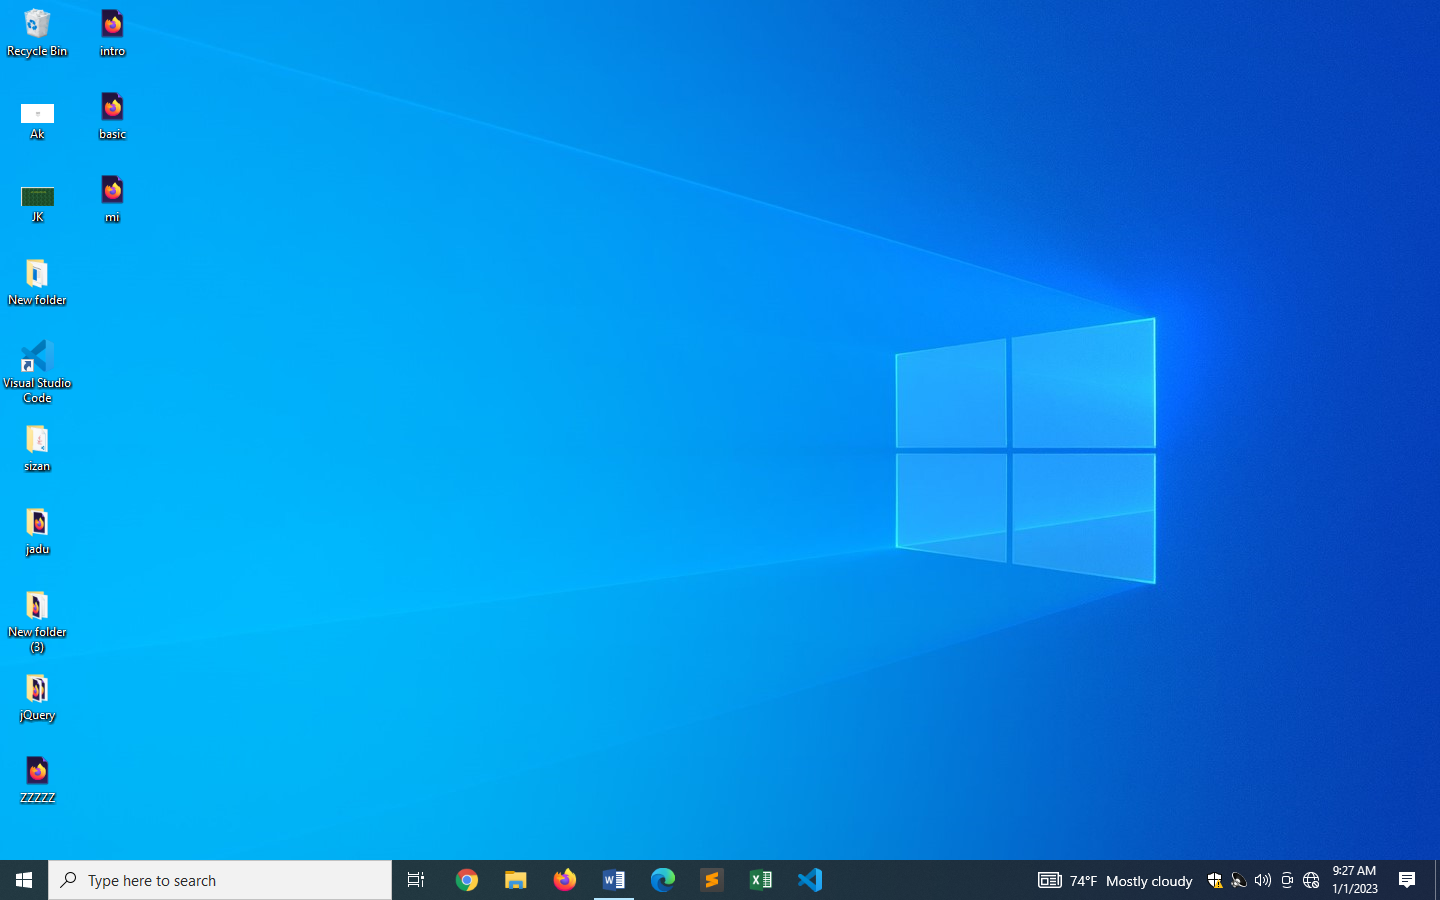 Recycle Bin
intro
Ak
basic
JK
mi
New folder
Visual Studio
Code
sizan
jadu
New folder
(3)
jQuery
ZZZZZ
Type here to search
74°F Mostly cloudy
9:27 AM
1/1/2023